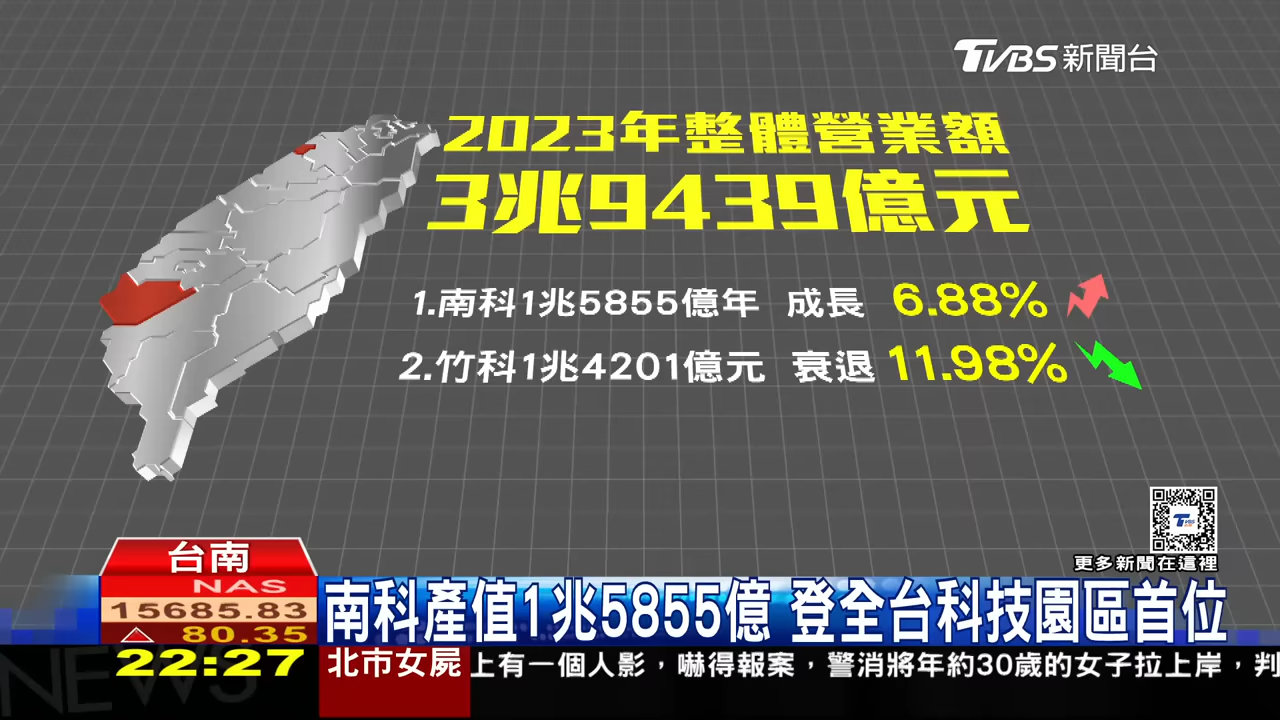 TVBS新聞台
2023年整體營業額
3兆9439億元
1.南科1兆5855億年 成長 6.88%
2.竹科1兆4201億元 衰退 11.98%
TVBS
更多新聞在這裡
台南
NAS
15685.83
80.35
22:27
南科產值1兆5855億 登全台科技園區首位
NEWS
北市女屍 上有一個人影，嚇得報案，警消將年約30歲的女子拉上岸，判